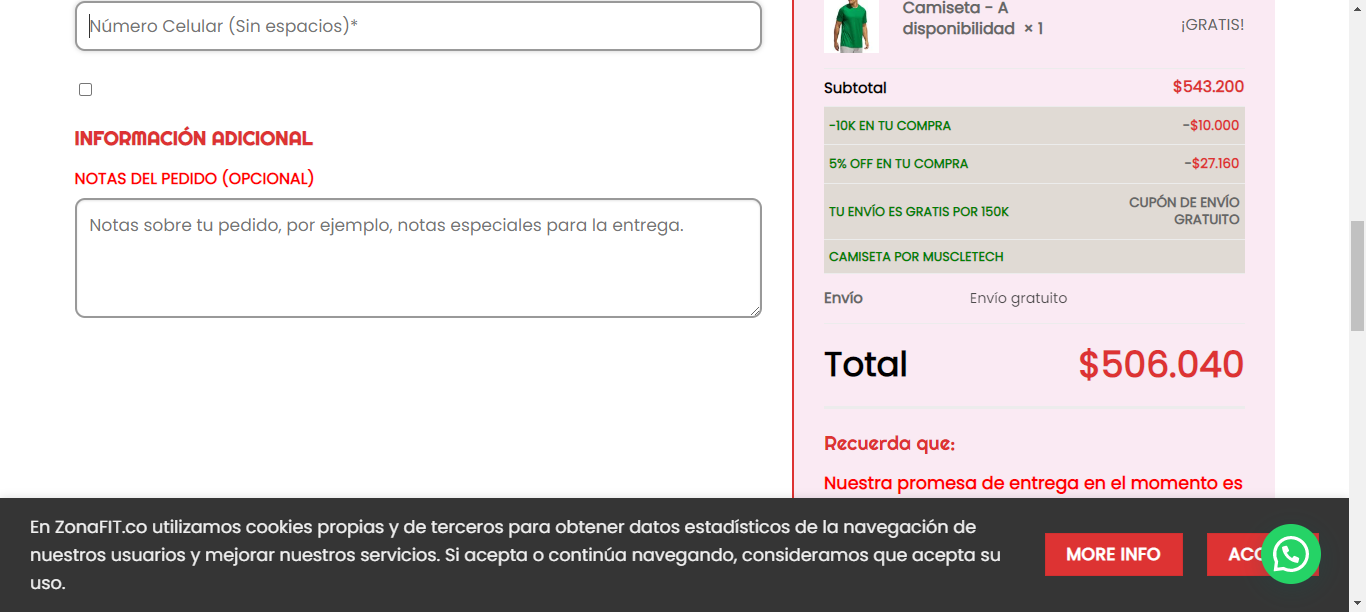 Número Celular (Sin espacios)*
INFORMACIÓN ADICIONAL
NOTAS DEL PEDIDO (OPCIONAL)
Notas sobre tu pedido, por ejemplo, notas especiales para la entrega.
Camiseta - A
disponibilidad × 1
¡GRATIS!
Subtotal $543.200
-10K EN TU COMPRA -$10.000
5% OFF EN TU COMPRA -$27.160
TU ENVÍO ES GRATIS POR 150K
CUPÓN DE ENVÍO
GRATUITO
CAMISETA POR MUSCLETECH
Envío Envío gratuito
Total $506.040
Recuerda que:
Nuestra promesa de entrega en el momento es
En ZonaFIT.co utilizamos cookies propias y de terceros para obtener datos estadísticos de la navegación de
nuestros usuarios y mejorar nuestros servicios. Si acepta o continúa navegando, consideramos que acepta su
uso.
MORE INFO